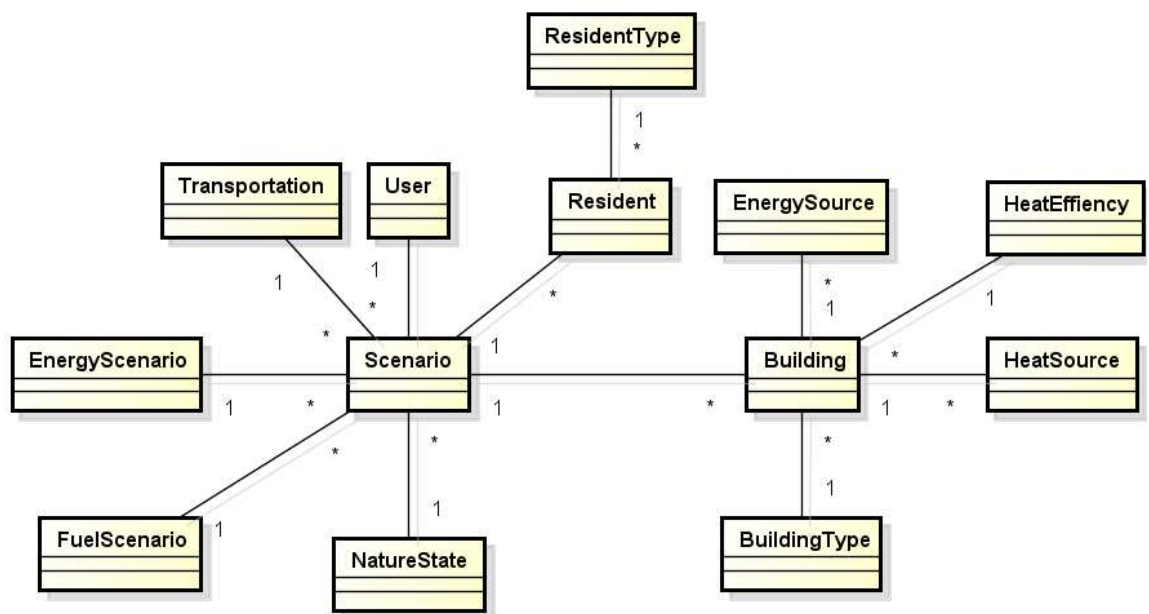 ResidentType
1
*
Transportation
User
Resident
EnergySource
HeatEffiency
1
1
*
*
*
1
1
*
*
1
*
EnergyScenario
Scenario
Building
HeatSource
1
*
1
*
1
*
*
*
*
1
1
1
FuelScenario
NatureState
BuildingType